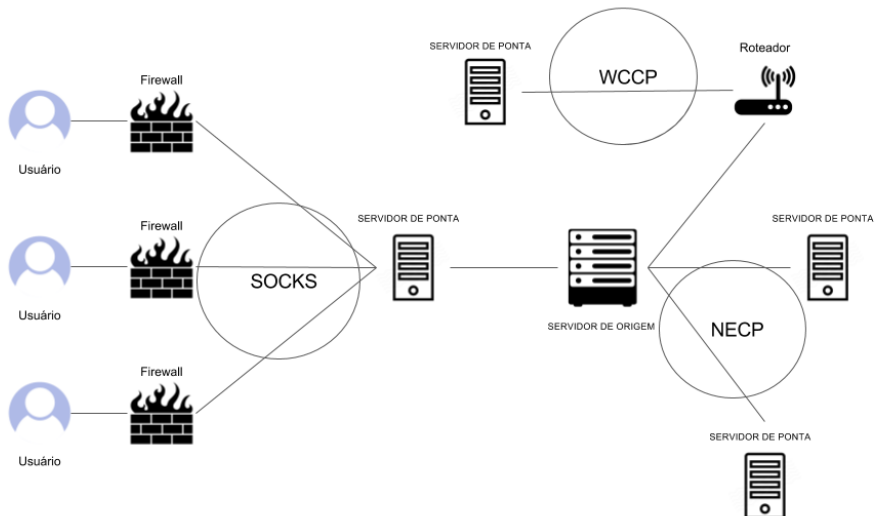 SERVIDOR DE PONTA
WCCP
Roteador
Firewall
Usuário
Firewall
SERVIDOR DE PONTA
SERVIDOR DE PONTA
Usuário
SOCKS
SERVIDOR DE ORIGEM
NECP
Firewall
Usuário
SERVIDOR DE PONTA